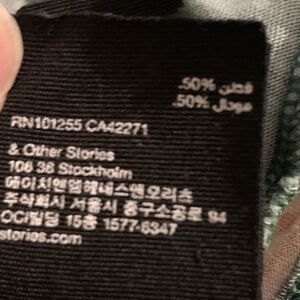 قطن 50%.
مودال 50%.
RN101255 CA42271
& Other Stories
106 38 Stockholm
에이치앤엠헤네스앤모리츠
주식회사 서울시 중구소공로 94
OCI빌딩 15층 1577-6347
stories.com